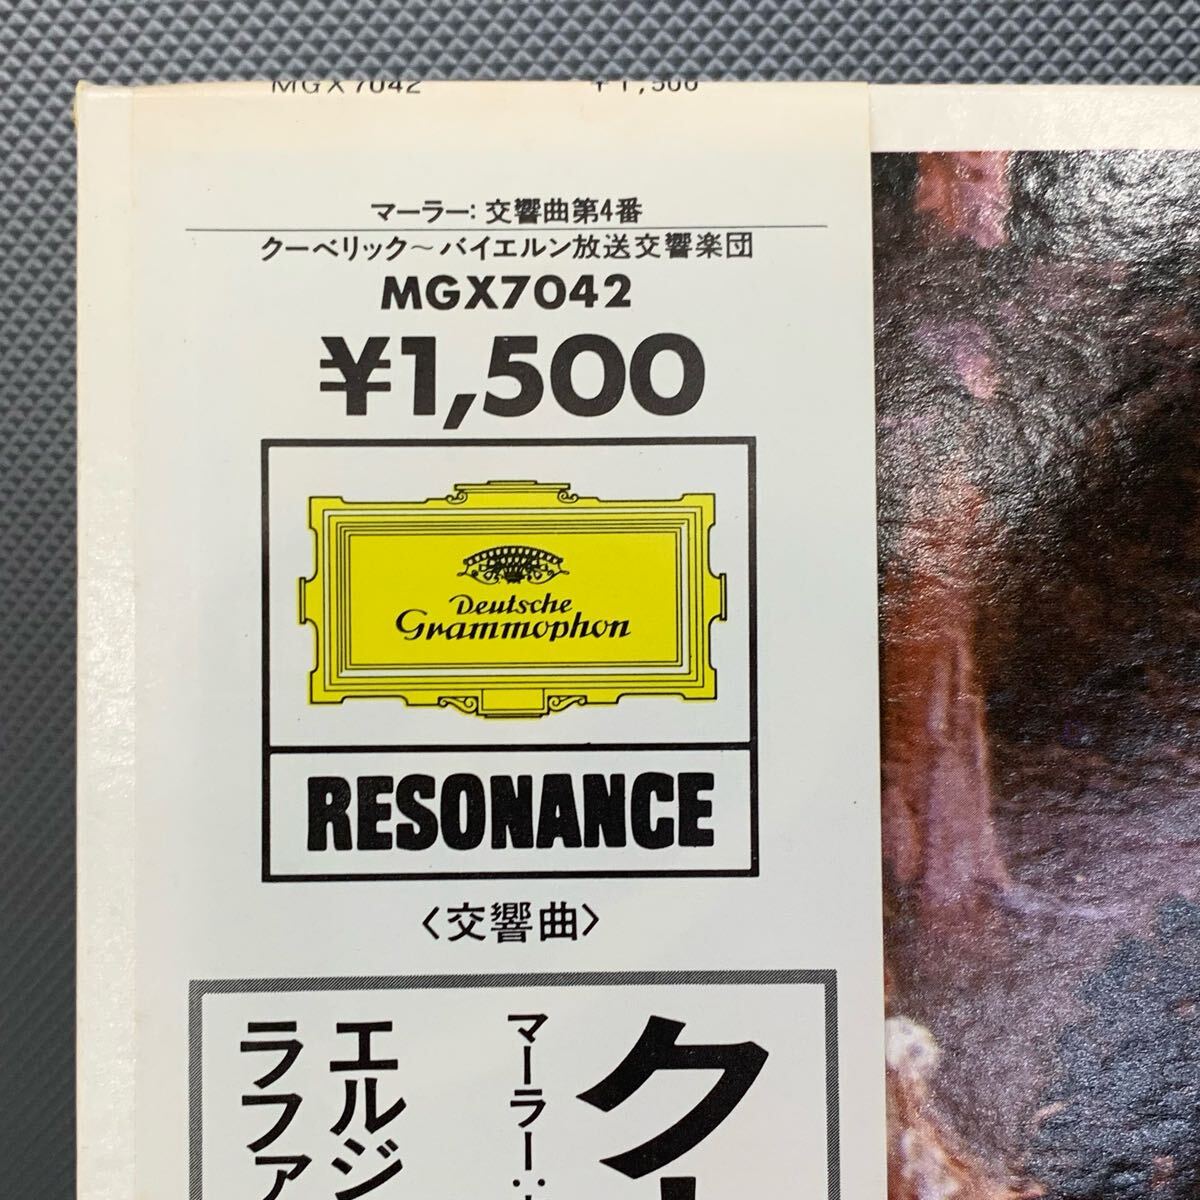 MGX7042 ¥1,500
マーラー: 交響曲第4番
クーベリック〜バイエルン放送交響楽団
MGX7042
¥1,500
Deutsche
Grammophon
RESONANCE
〈交響曲〉
ク
マーラー:
エルジ
ラファ